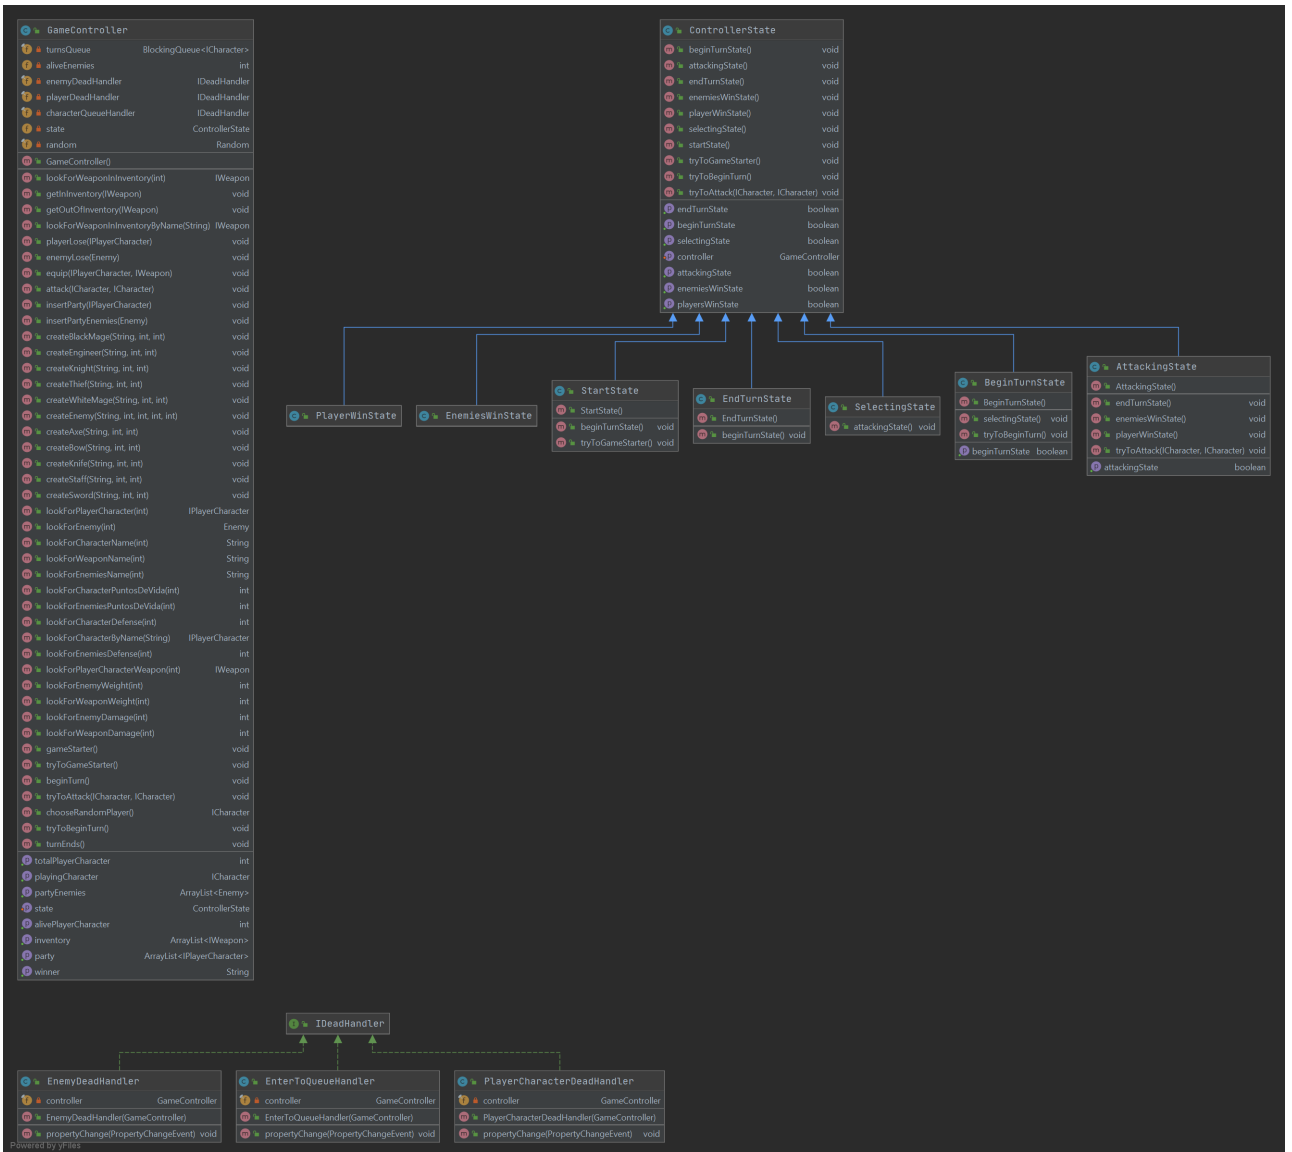 GameController
turnsQueue BlockingQueue<ICharacter>
aliveEnemies int
enemyDeadHandler IDeadHandler
playerDeadHandler IDeadHandler
characterQueueHandler IDeadHandler
state ControllerState
random Random
GameController()
lookForWeaponInInventory(int) IWeapon
getInInventory(IWeapon) void
getOutOfInventory(IWeapon) void
lookForWeaponInInventoryByName(String) IWeapon
playerLose(IPlayerCharacter) void
enemyLose(Enemy) void
equip(IPlayerCharacter, IWeapon) void
attack(ICharacter, ICharacter) void
insertParty(IPlayerCharacter) void
insertPartyEnemies(Enemy) void
createBlackMage(String, int, int) void
createEngineer(String, int, int) void
createKnight(String, int, int) void
createThief(String, int, int) void
createWhiteMage(String, int, int) void
createEnemy(String, int, int, int, int) void
createAxe(String, int, int) void
createBow(String, int, int) void
createKnife(String, int, int) void
createStaff(String, int, int) void
createSword(String, int, int) void
lookForPlayerCharacter(int) IPlayerCharacter
lookForEnemy(int) Enemy
lookForCharacterName(int) String
lookForWeaponName(int) String
lookForEnemiesName(int) String
lookForCharacterPuntosDeVida(int) int
lookForEnemiesPuntosDeVida(int) int
lookForCharacterDefense(int) int
lookForCharacterByName(String) IPlayerCharacter
lookForEnemiesDefense(int) int
lookForPlayerCharacterWeapon(int) IWeapon
lookForEnemyWeight(int) int
lookForWeaponWeight(int) int
lookForEnemyDamage(int) int
lookForWeaponDamage(int) int
gameStarter() void
tryToGameStarter() void
beginTurn() void
tryToAttack(ICharacter, ICharacter) void
chooseRandomPlayer() ICharacter
tryToBeginTurn() void
turnEnds() void
totalPlayerCharacter int
playingCharacter ICharacter
partyEnemies ArrayList<Enemy>
state ControllerState
alivePlayerCharacter int
inventory ArrayList<IWeapon>
party ArrayList<IPlayerCharacter>
winner String
ControllerState
beginTurnState() void
attackingState() void
endTurnState() void
enemiesWinState() void
playerWinState() void
selectingState() void
startState() void
tryToGameStarter() void
tryToBeginTurn() void
tryToAttack(ICharacter, ICharacter) void
endTurnState boolean
beginTurnState boolean
selectingState boolean
controller GameController
attackingState boolean
enemiesWinState boolean
playersWinState boolean
PlayerWinState
EnemiesWinState
StartState
StartState()
beginTurnState() void
tryToGameStarter() void
EndTurnState
EndTurnState()
beginTurnState() void
SelectingState
attackingState() void
BeginTurnState
BeginTurnState()
selectingState() void
tryToBeginTurn() void
beginTurnState boolean
AttackingState
AttackingState()
endTurnState() void
enemiesWinState() void
playerWinState() void
tryToAttack(ICharacter, ICharacter) void
attackingState boolean
IDeadHandler
EnemyDeadHandler
controller GameController
EnemyDeadHandler(GameController)
propertyChange(PropertyChangeEvent) void
EnterToQueueHandler
controller GameController
EnterToQueueHandler(GameController)
propertyChange(PropertyChangeEvent) void
PlayerCharacterDeadHandler
controller GameController
PlayerCharacterDeadHandler(GameController)
propertyChange(PropertyChangeEvent) void
Powered by yFiles